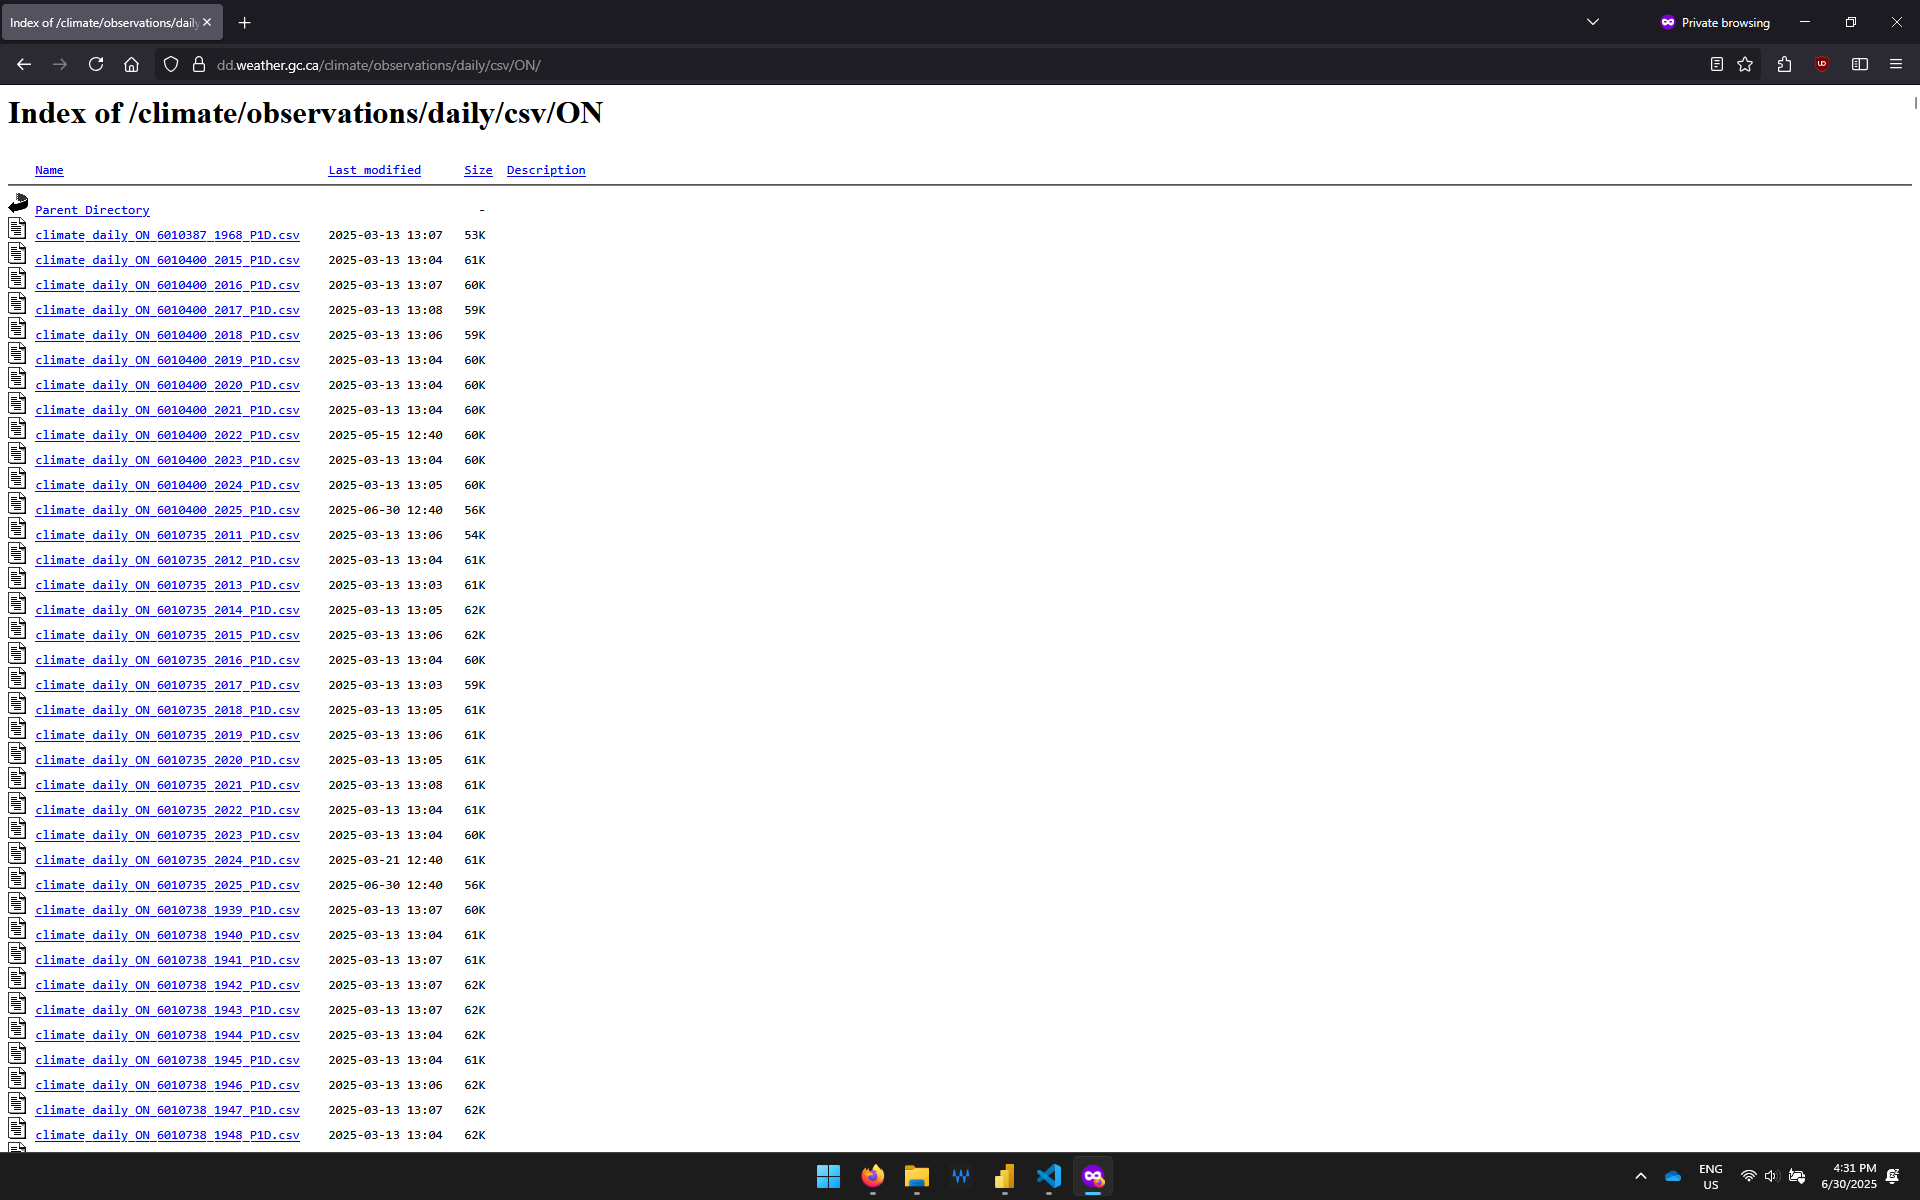 Index of /climate/observations/dail
Private browsing
dd.weather.gc.ca/climate/observations/daily/csv/ON/
Index of /climate/observations/daily/csv/ON
Name Last modified Size Description
Parent Directory -
climate_daily_ON_6010387_1968_P1D.csv 2025-03-13 13:07 53K
climate_daily_ON_6010400_2015_P1D.csv 2025-03-13 13:04 61K
climate_daily_ON_6010400_2016_P1D.csv 2025-03-13 13:07 60K
climate_daily_ON_6010400_2017_P1D.csv 2025-03-13 13:08 59K
climate_daily_ON_6010400_2018_P1D.csv 2025-03-13 13:06 59K
climate_daily_ON_6010400_2019_P1D.csv 2025-03-13 13:04 60K
climate_daily_ON_6010400_2020_P1D.csv 2025-03-13 13:04 60K
climate_daily_ON_6010400_2021_P1D.csv 2025-03-13 13:04 60K
climate_daily_ON_6010400_2022_P1D.csv 2025-05-15 12:40 60K
climate_daily_ON_6010400_2023_P1D.csv 2025-03-13 13:04 60K
climate_daily_ON_6010400_2024_P1D.csv 2025-03-13 13:05 60K
climate_daily_ON_6010400_2025_P1D.csv 2025-06-30 12:40 56K
climate_daily_ON_6010735_2011_P1D.csv 2025-03-13 13:06 54K
climate_daily_ON_6010735_2012_P1D.csv 2025-03-13 13:04 61K
climate_daily_ON_6010735_2013_P1D.csv 2025-03-13 13:03 61K
climate_daily_ON_6010735_2014_P1D.csv 2025-03-13 13:05 62K
climate_daily_ON_6010735_2015_P1D.csv 2025-03-13 13:06 62K
climate_daily_ON_6010735_2016_P1D.csv 2025-03-13 13:04 60K
climate_daily_ON_6010735_2017_P1D.csv 2025-03-13 13:03 59K
climate_daily_ON_6010735_2018_P1D.csv 2025-03-13 13:05 61K
climate_daily_ON_6010735_2019_P1D.csv 2025-03-13 13:06 61K
climate_daily_ON_6010735_2020_P1D.csv 2025-03-13 13:05 61K
climate_daily_ON_6010735_2021_P1D.csv 2025-03-13 13:08 61K
climate_daily_ON_6010735_2022_P1D.csv 2025-03-13 13:04 61K
climate_daily_ON_6010735_2023_P1D.csv 2025-03-13 13:04 60K
climate_daily_ON_6010735_2024_P1D.csv 2025-03-21 12:40 61K
climate_daily_ON_6010735_2025_P1D.csv 2025-06-30 12:40 56K
climate_daily_ON_6010738_1939_P1D.csv 2025-03-13 13:07 60K
climate_daily_ON_6010738_1940_P1D.csv 2025-03-13 13:04 61K
climate_daily_ON_6010738_1941_P1D.csv 2025-03-13 13:07 61K
climate_daily_ON_6010738_1942_P1D.csv 2025-03-13 13:07 62K
climate_daily_ON_6010738_1943_P1D.csv 2025-03-13 13:07 62K
climate_daily_ON_6010738_1944_P1D.csv 2025-03-13 13:04 62K
climate_daily_ON_6010738_1945_P1D.csv 2025-03-13 13:04 61K
climate_daily_ON_6010738_1946_P1D.csv 2025-03-13 13:06 62K
climate_daily_ON_6010738_1947_P1D.csv 2025-03-13 13:07 62K
climate_daily_ON_6010738_1948_P1D.csv 2025-03-13 13:04 62K
ENG
US
4:31 PM
6/30/2025